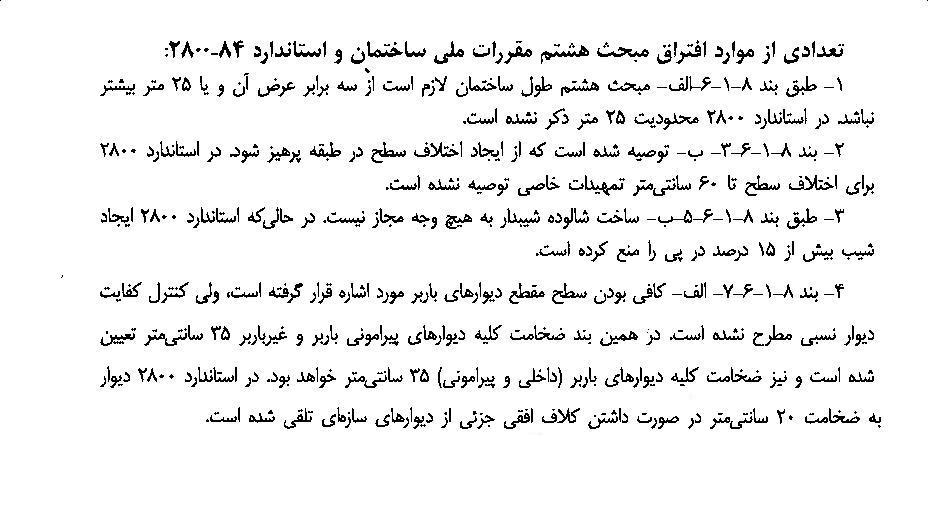 تعدادی از موارد افتراق مبحث هشتم مقررات ملی ساختمان و استاندارد ۸۴-۲۸۰۰:
۱- طبق بند ۸-۱-۶-الف- مبحث هشتم طول ساختمان لازم است از سه برابر عرض آن و یا ۲۵ متر بیشتر
نباشد. در استاندارد ۲۸۰۰ محدودیت ۲۵ متر ذکر نشده است.
۲- بند ۸-۱-۶-۳- ب- توصیه شده است که از ایجاد اختلاف سطح در طبقه پرهیز شود. در استاندارد ۲۸۰۰
برای اختلاف سطح تا ۶۰ سانتی‌متر تمهیدات خاصی توصیه نشده است.
۳- طبق بند ۸-۱-۶-۵-ب- ساخت شالوده شیبدار به هیچ وجه مجاز نیست. در حالی‌که استاندارد ۲۸۰۰ ایجاد
شیب بیش از ۱۵ درصد در پی را منع کرده است.
۴- بند ۸-۱-۶-۷- الف- کافی بودن سطح مقطع دیوارهای باربر مورد اشاره قرار گرفته است، ولی کنترل کفایت
دیوار نسبی مطرح نشده است. در همین بند ضخامت کلیه دیوارهای پیرامونی باربر و غیرباربر ۳۵ سانتی‌متر تعیین
شده است و نیز ضخامت کلیه دیوارهای باربر (داخلی و پیرامونی) ۳۵ سانتی‌متر خواهد بود. در استاندارد ۲۸۰۰ دیوار
به ضخامت ۲۰ سانتی‌متر در صورت داشتن کلاف افقی جزئی از دیوارهای سازه‌ای تلقی شده است.